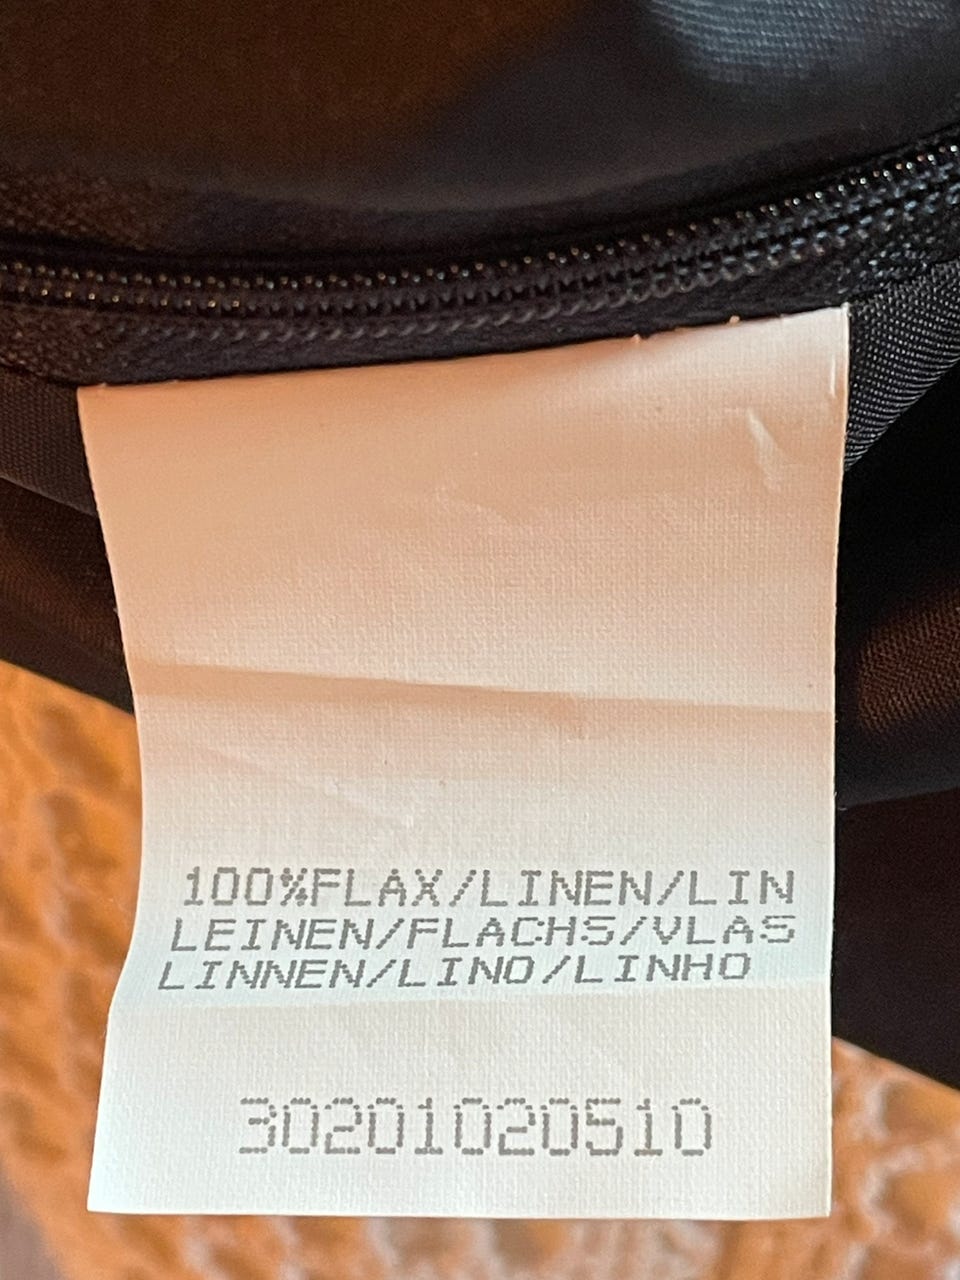 100%FLAX/LINEN/LIN
LEINEN/FLACHS/VLAS
LINNEN/LINO/LINHO
30201020510